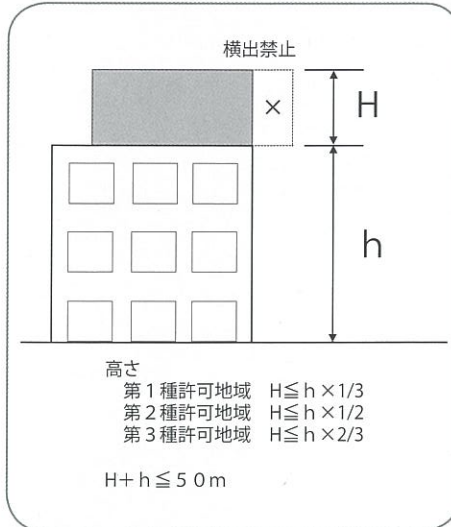 横出禁止
×
H
h
高さ
第１種許可地域　H≦ｈ×1/3
第２種許可地域　H≦ｈ×1/2
第３種許可地域　H≦ｈ×2/3
H＋ｈ≦５０ｍ